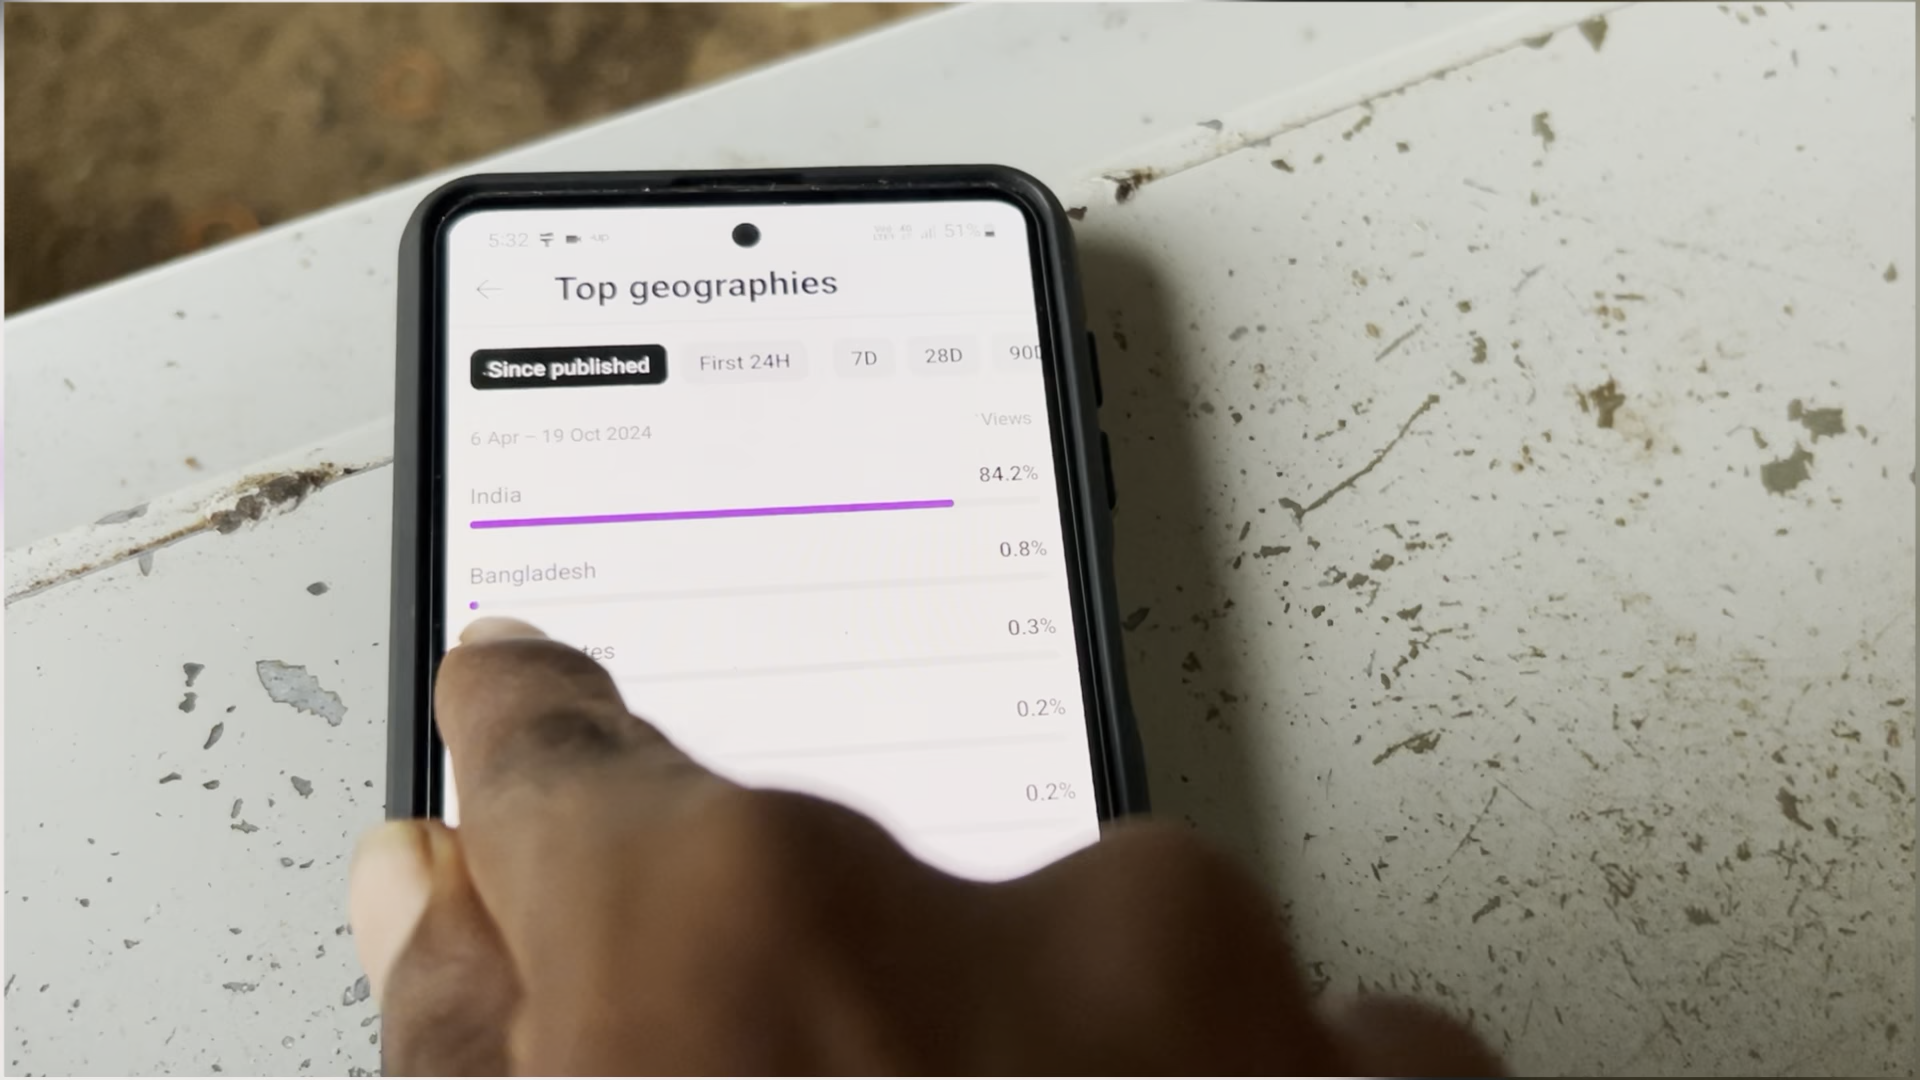 5:32 51%
Top geographies
Since published First 24H 7D 28D
Views
6 Apr – 19 Oct 2024
84.2%
India
0.8%
Bangladesh
0.3%
0.2%
0.2%